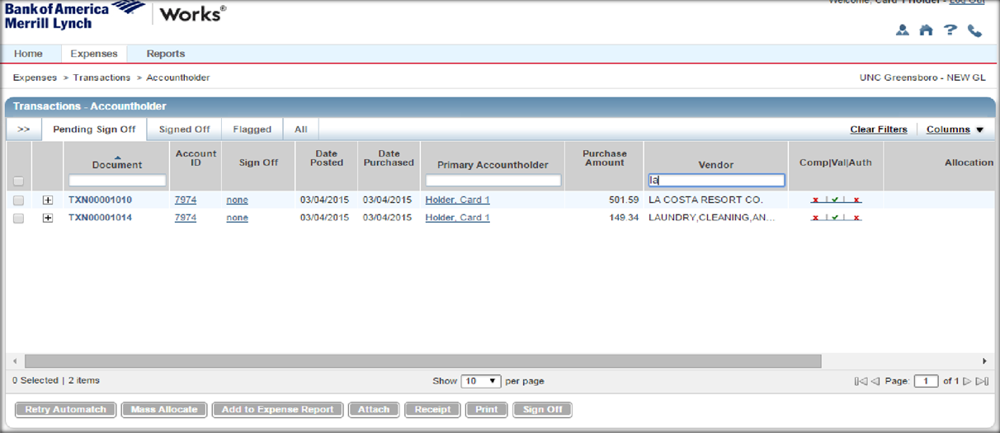 Bank of America
Merrill Lynch
Works®
Welcome, Card 1 Holder - Log Out
Home Expenses Reports
Expenses > Transactions > Accountholder UNC Greensboro - NEW GL
Transactions - Accountholder
>> Pending Sign Off Signed Off Flagged All Clear Filters Columns
Document Account ID Sign Off Date Posted Date Purchased Primary Accountholder Purchase Amount Vendor Comp|Val|Auth Allocation
la
TXN00001010 7974 none 03/04/2015 03/04/2015 Holder, Card 1 501.59 LA COSTA RESORT CO.
TXN00001014 7974 none 03/04/2015 03/04/2015 Holder, Card 1 149.34 LAUNDRY,CLEANING,AN...
0 Selected | 2 items Show 10 per page Page: 1 of 1
Retry Automatch Mass Allocate Add to Expense Report Attach Receipt Print Sign Off